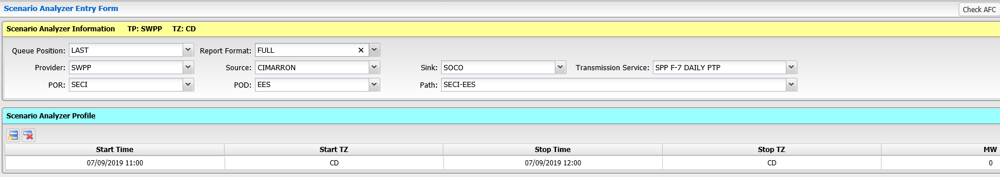 Scenario Analyzer Entry Form
Check AFC
Scenario Analyzer Information TP: SWPP TZ: CD
Queue Position: LAST Report Format: FULL
Provider: SWPP Source: CIMARRON Sink: SOCO Transmission Service: SPP F-7 DAILY PTP
POR: SECI POD: EES Path: SECI-EES
Scenario Analyzer Profile
Start Time Start TZ Stop Time Stop TZ MW
07/09/2019 11:00 CD 07/09/2019 12:00 CD 0